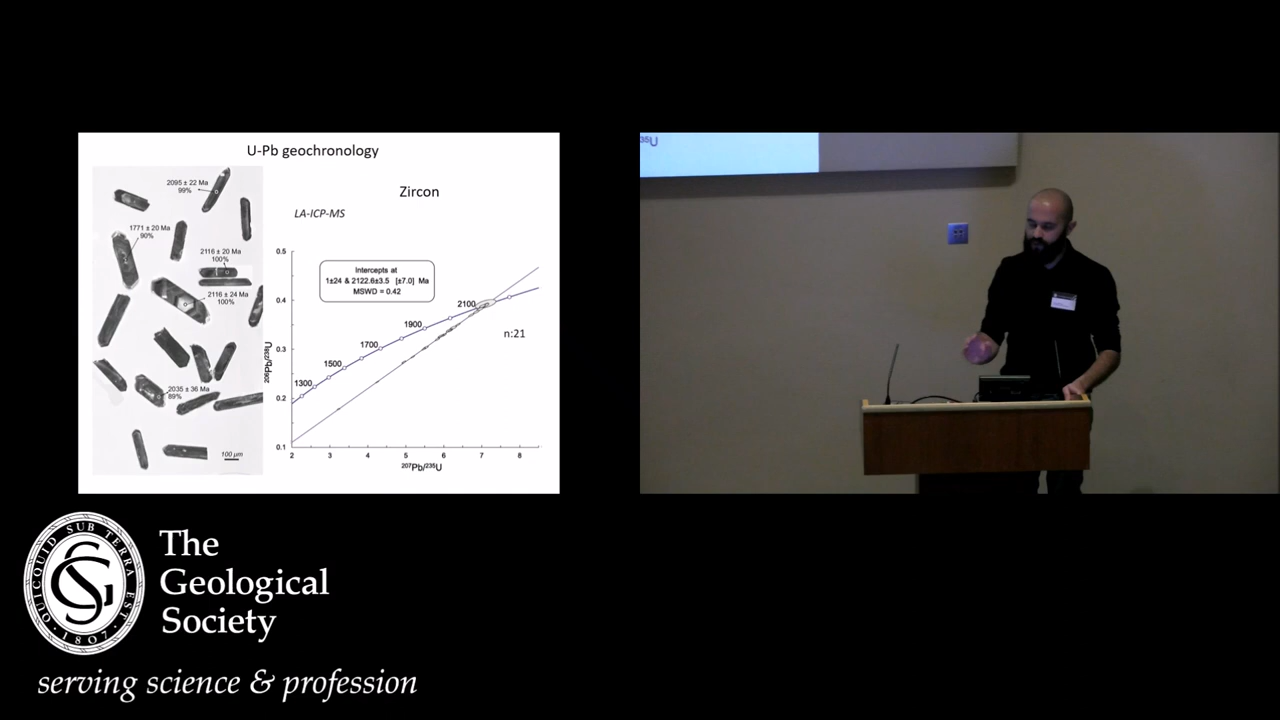 U-Pb geochronology
2095 ± 22 Ma
99%
1771 ± 20 Ma
90%
2116 ± 20 Ma
100%
2116 ± 24 Ma
100%
2035 ± 36 Ma
89%
100 µm
Zircon
LA-ICP-MS
Intercepts at
1±24 & 2122.6±3.5 [±7.0] Ma
MSWD = 0.42
n:21
2100
1900
1700
1500
1300
0.5
0.4
0.3
0.2
0.1
206Pb/238U
2 3 4 5 6 7 8
207Pb/235U
35U
QUICQUID SUB TERRA EST
1807
The
Geological
Society
serving science & profession